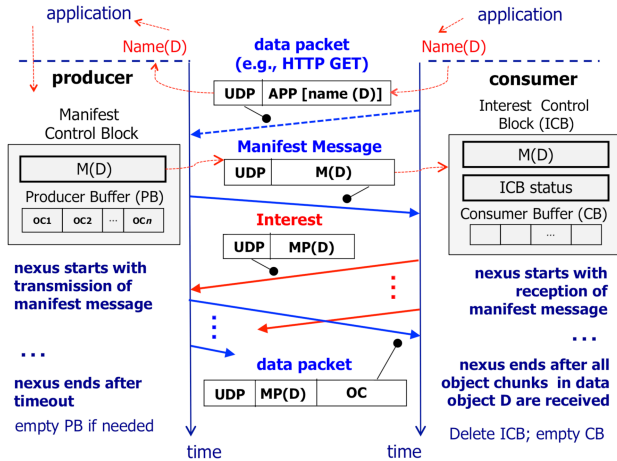 application
application
Name(D)
data packet
(e.g., HTTP GET)
Name(D)
producer
consumer
UDP APP [name (D)]
Manifest
Control Block
Interest Control
Block (ICB)
Manifest Message
M(D)
UDP M(D)
M(D)
ICB status
Producer Buffer (PB)
OC1 OC2 ... OCn
Consumer Buffer (CB)
...
Interest
UDP MP(D)
nexus starts with
transmission of
manifest message
nexus starts with
reception of
manifest message
...
...
...
...
data packet
UDP MP(D) OC
nexus ends after
timeout
empty PB if needed
nexus ends after all
object chunks in data
object D are received
Delete ICB; empty CB
time
time